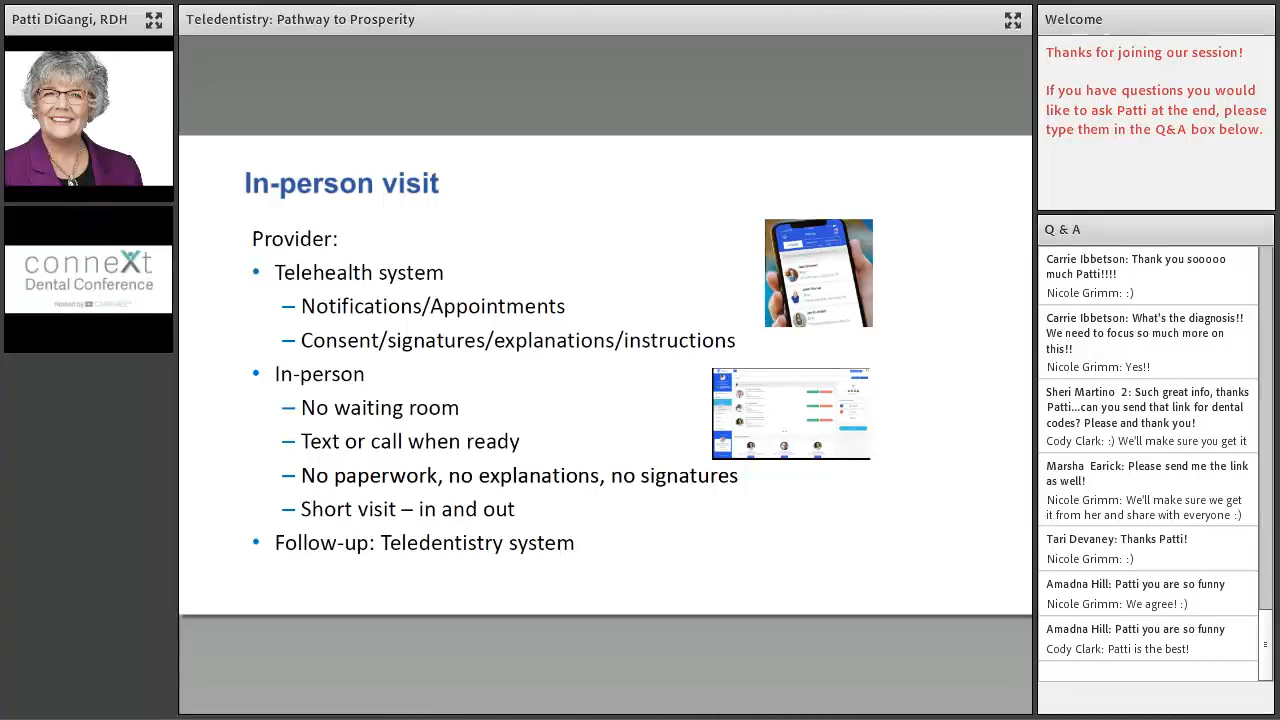 Patti DiGangi, RDH
Teledentistry: Pathway to Prosperity
Welcome
Thanks for joining our session!
If you have questions you would
like to ask Patti at the end, please
type them in the Q&A box below.
conneXt
Dental Conference
Hosted by
In-person visit
Provider:
• Telehealth system
– Notifications/Appointments
– Consent/signatures/explanations/instructions
• In-person
– No waiting room
– Text or call when ready
– No paperwork, no explanations, no signatures
– Short visit – in and out
• Follow-up: Teledentistry system
Q & A
Carrie Ibbetson: Thank you sooooo
much Patti!!!!
Nicole Grimm: :)
Carrie Ibbetson: What's the diagnosis!!
We need to focus so much more on
this!!
Nicole Grimm: Yes!!
Sheri Marino 2: Such great info, thanks
Patti...can you send that link for dental
codes? Please and thank you!
Cody Clark: :) We'll make sure you get it
Marsha Earick: Please send me the link
as well!
Nicole Grimm: We'll make sure we get
it from her and share with everyone :)
Tari Devaney: Thanks Patti!
Nicole Grimm: :)
Amadna Hill: Patti you are so funny
Nicole Grimm: We agree! :)
Amadna Hill: Patti you are so funny
Cody Clark: Patti is the best!